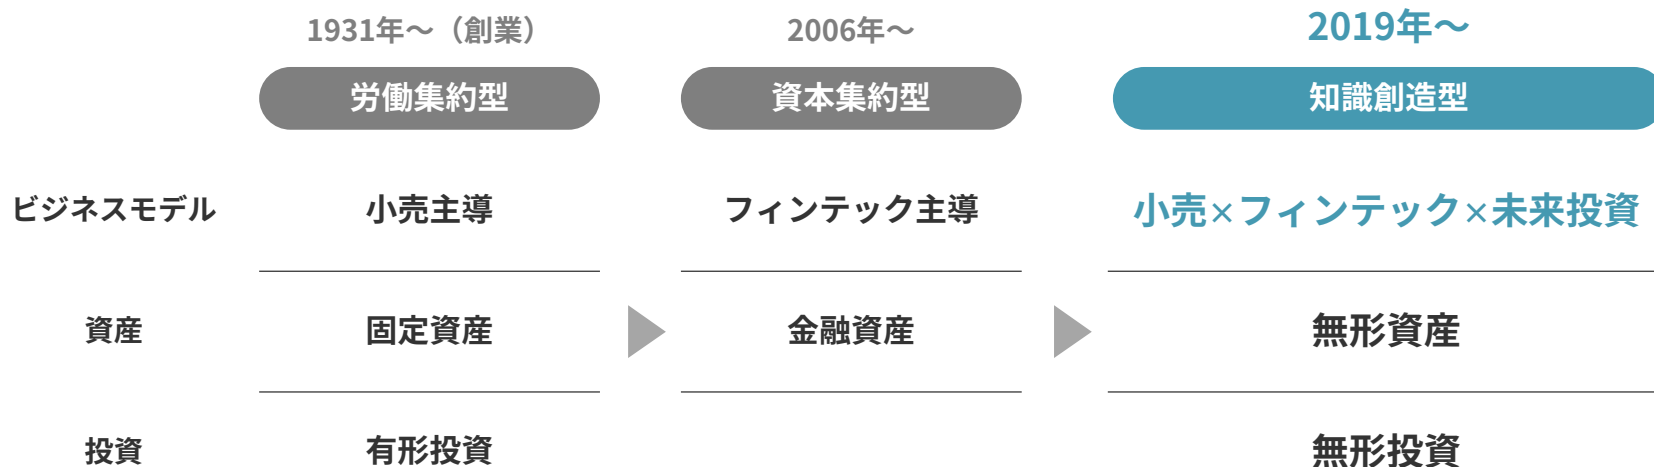 1931年～（創業） 2006年～ 2019年～
労働集約型 資本集約型 知識創造型
ビジネスモデル 小売主導 フィンテック主導 小売×フィンテック×未来投資
資産 固定資産 金融資産 無形資産
投資 有形投資 無形投資